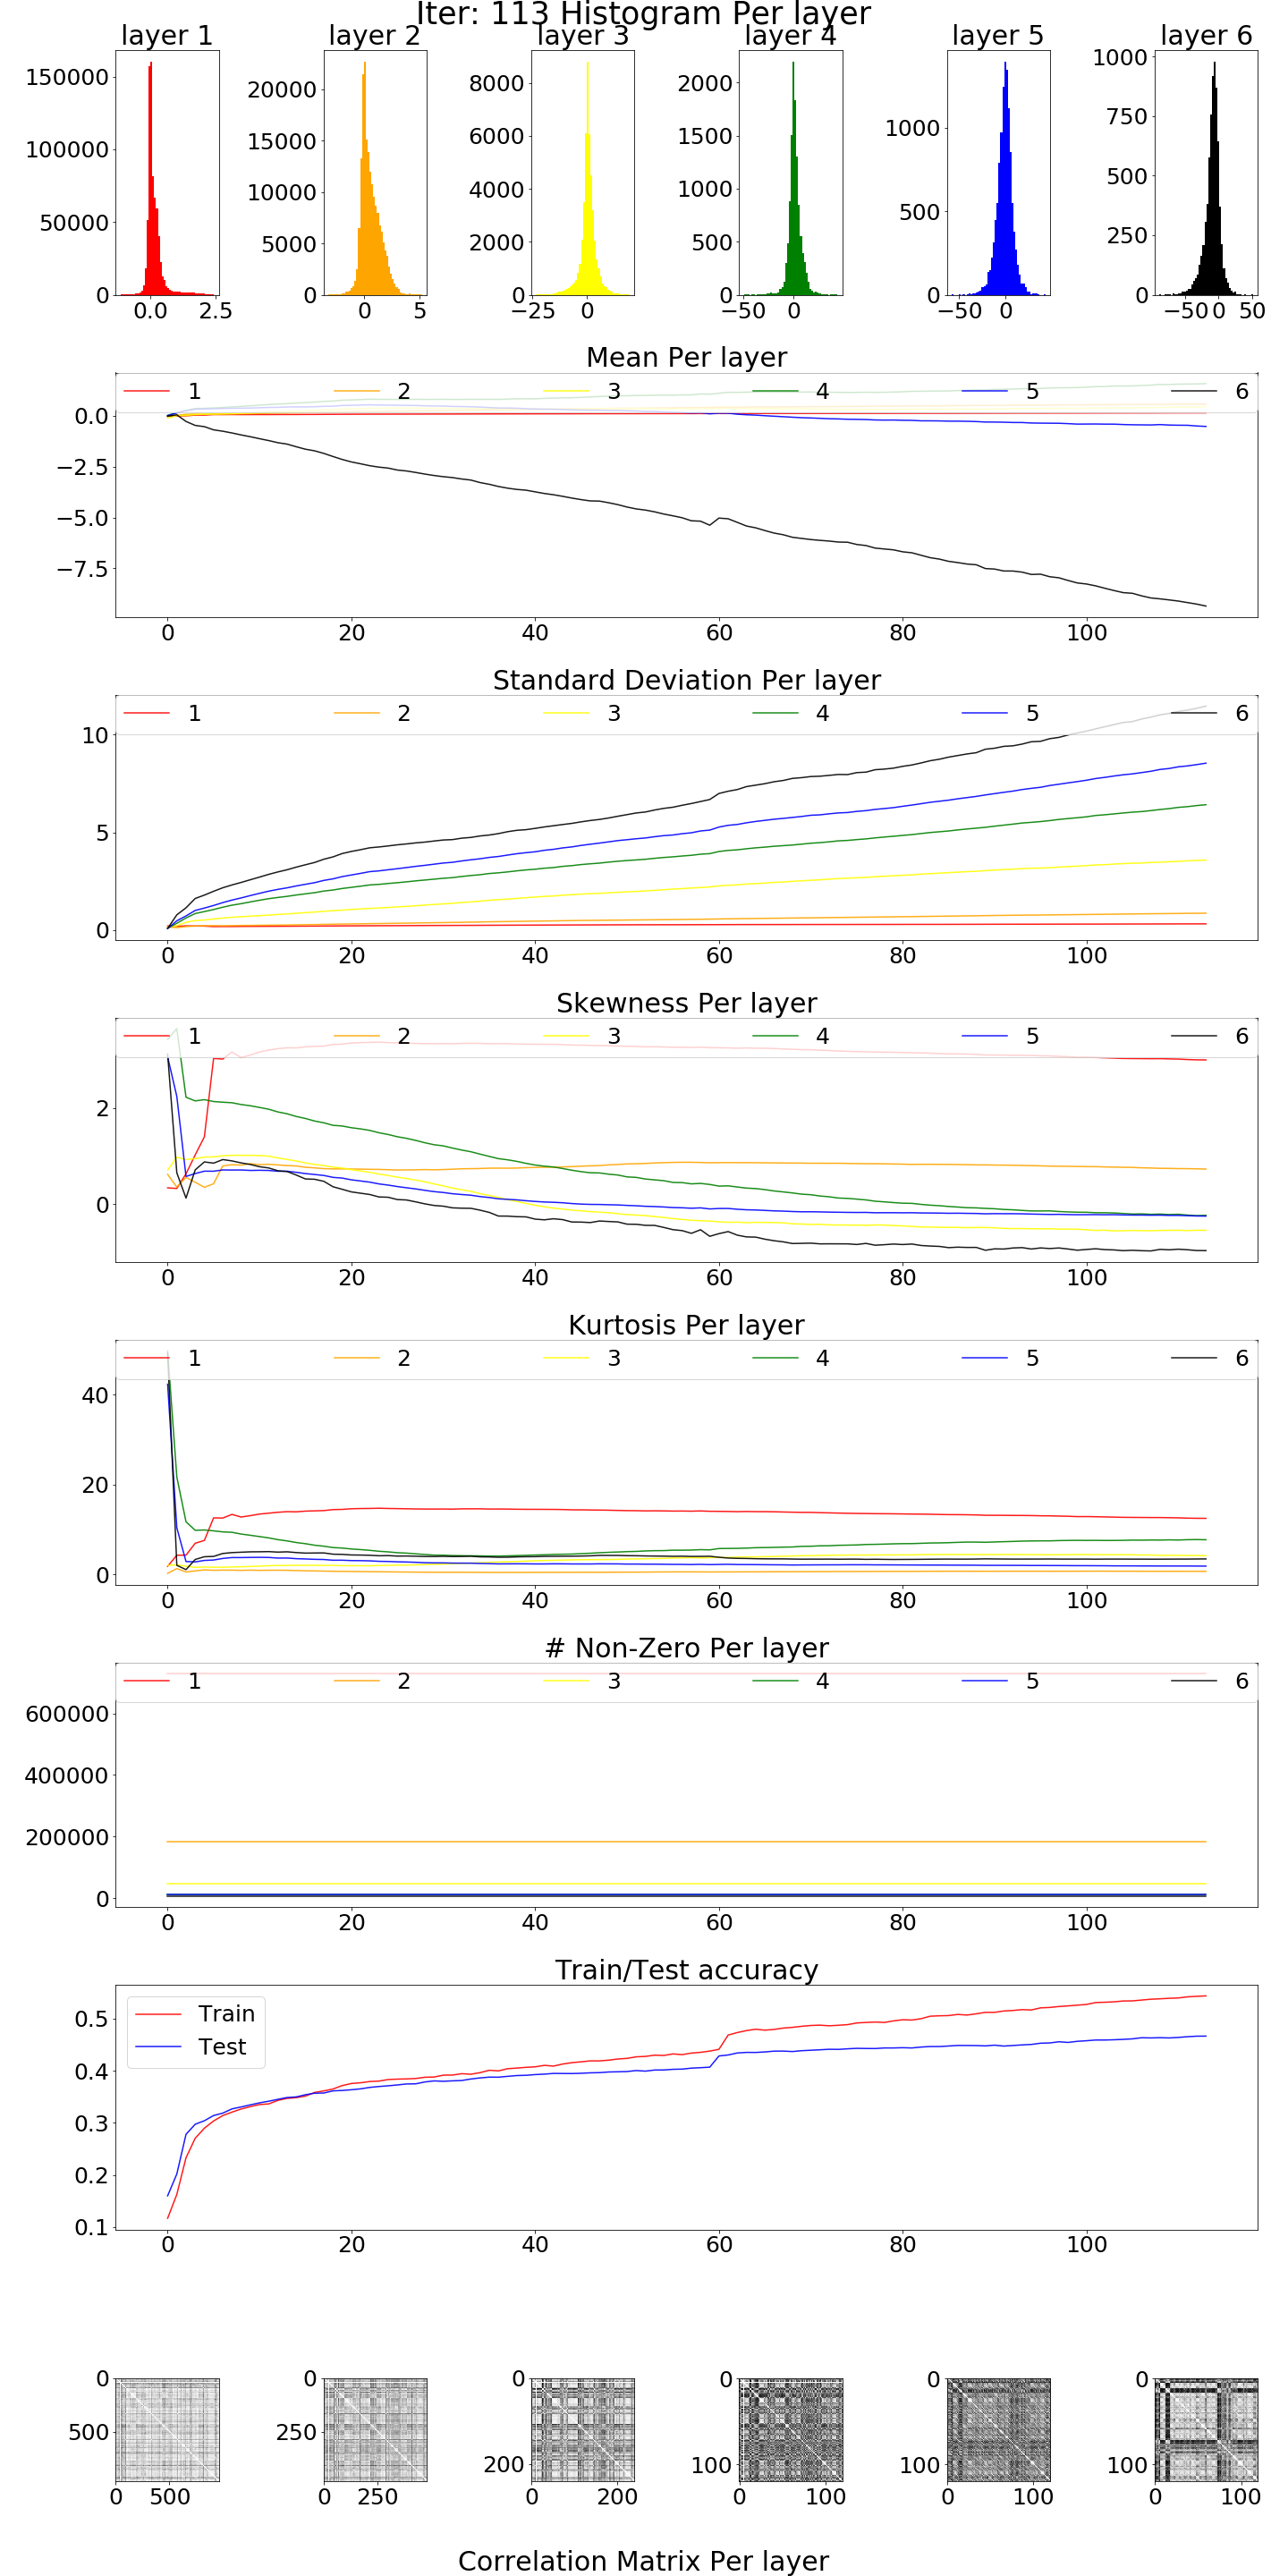 Iter: 113 Histogram Per layer
layer 1 layer 2 layer 3 layer 4 layer 5 layer 6
150000 100000 50000 0
0.0 2.5
20000 15000 10000 5000 0
0 5
8000 6000 4000 2000 0
−25 0
2000 1500 1000 500 0
−50 0
1000 500 0
−50 0
1000 750 500 250 0
−50 0 50
Mean Per layer
1 2 3 4 5 6
0.0
−2.5
−5.0
−7.5
0 20 40 60 80 100
Standard Deviation Per layer
1 2 3 4 5 6
10
5
0
0 20 40 60 80 100
Skewness Per layer
1 2 3 4 5 6
2
0
0 20 40 60 80 100
Kurtosis Per layer
1 2 3 4 5 6
40
20
0
0 20 40 60 80 100
# Non-Zero Per layer
1 2 3 4 5 6
600000
400000
200000
0
0 20 40 60 80 100
Train/Test accuracy
Train
Test
0.5
0.4
0.3
0.2
0.1
0 20 40 60 80 100
0 500
0 500
0 250
0 250
0 200
0 200
0 100
0 100
0 100
0 100
0 100
0 100
Correlation Matrix Per layer